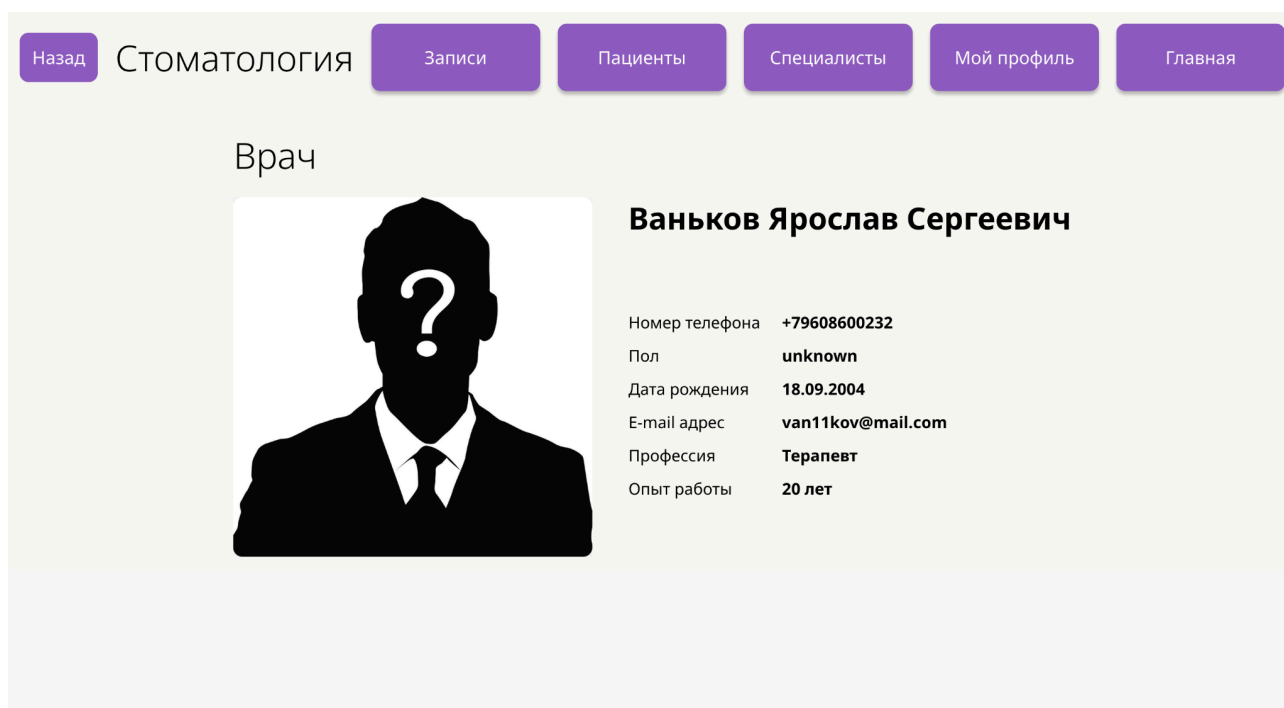 Назад Стоматология Записи Пациенты Специалисты Мой профиль Главная
Врач
?
Ваньков Ярослав Сергеевич
Номер телефона +79608600232
Пол unknown
Дата рождения 18.09.2004
E-mail адрес van11kov@mail.com
Профессия Терапевт
Опыт работы 20 лет